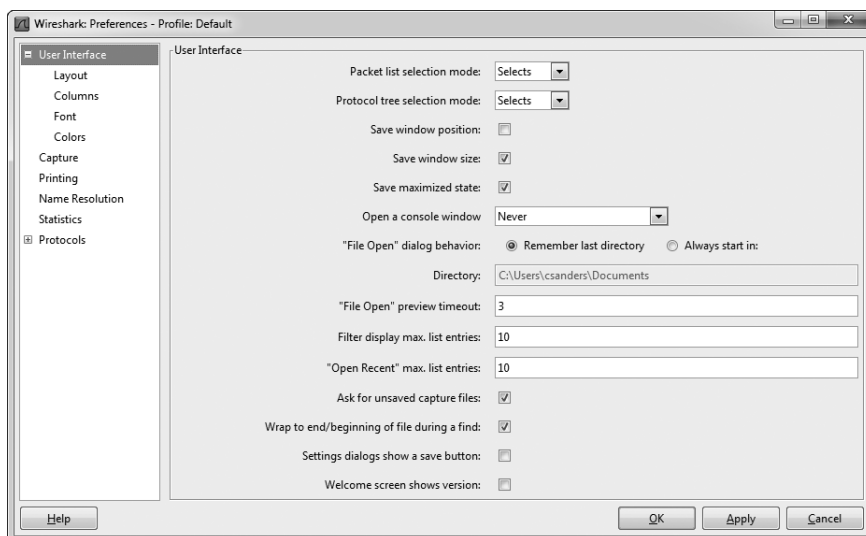 Wireshark: Preferences - Profile: Default
User Interface
Layout
Columns
Font
Colors
Capture
Printing
Name Resolution
Statistics
Protocols
User Interface
Packet list selection mode: Selects
Protocol tree selection mode: Selects
Save window position:
Save window size:
Save maximized state:
Open a console window Never
"File Open" dialog behavior: Remember last directory Always start in:
Directory: C:\Users\csanders\Documents
"File Open" preview timeout: 3
Filter display max. list entries: 10
"Open Recent" max. list entries: 10
Ask for unsaved capture files:
Wrap to end/beginning of file during a find:
Settings dialogs show a save button:
Welcome screen shows version:
Help OK Apply Cancel